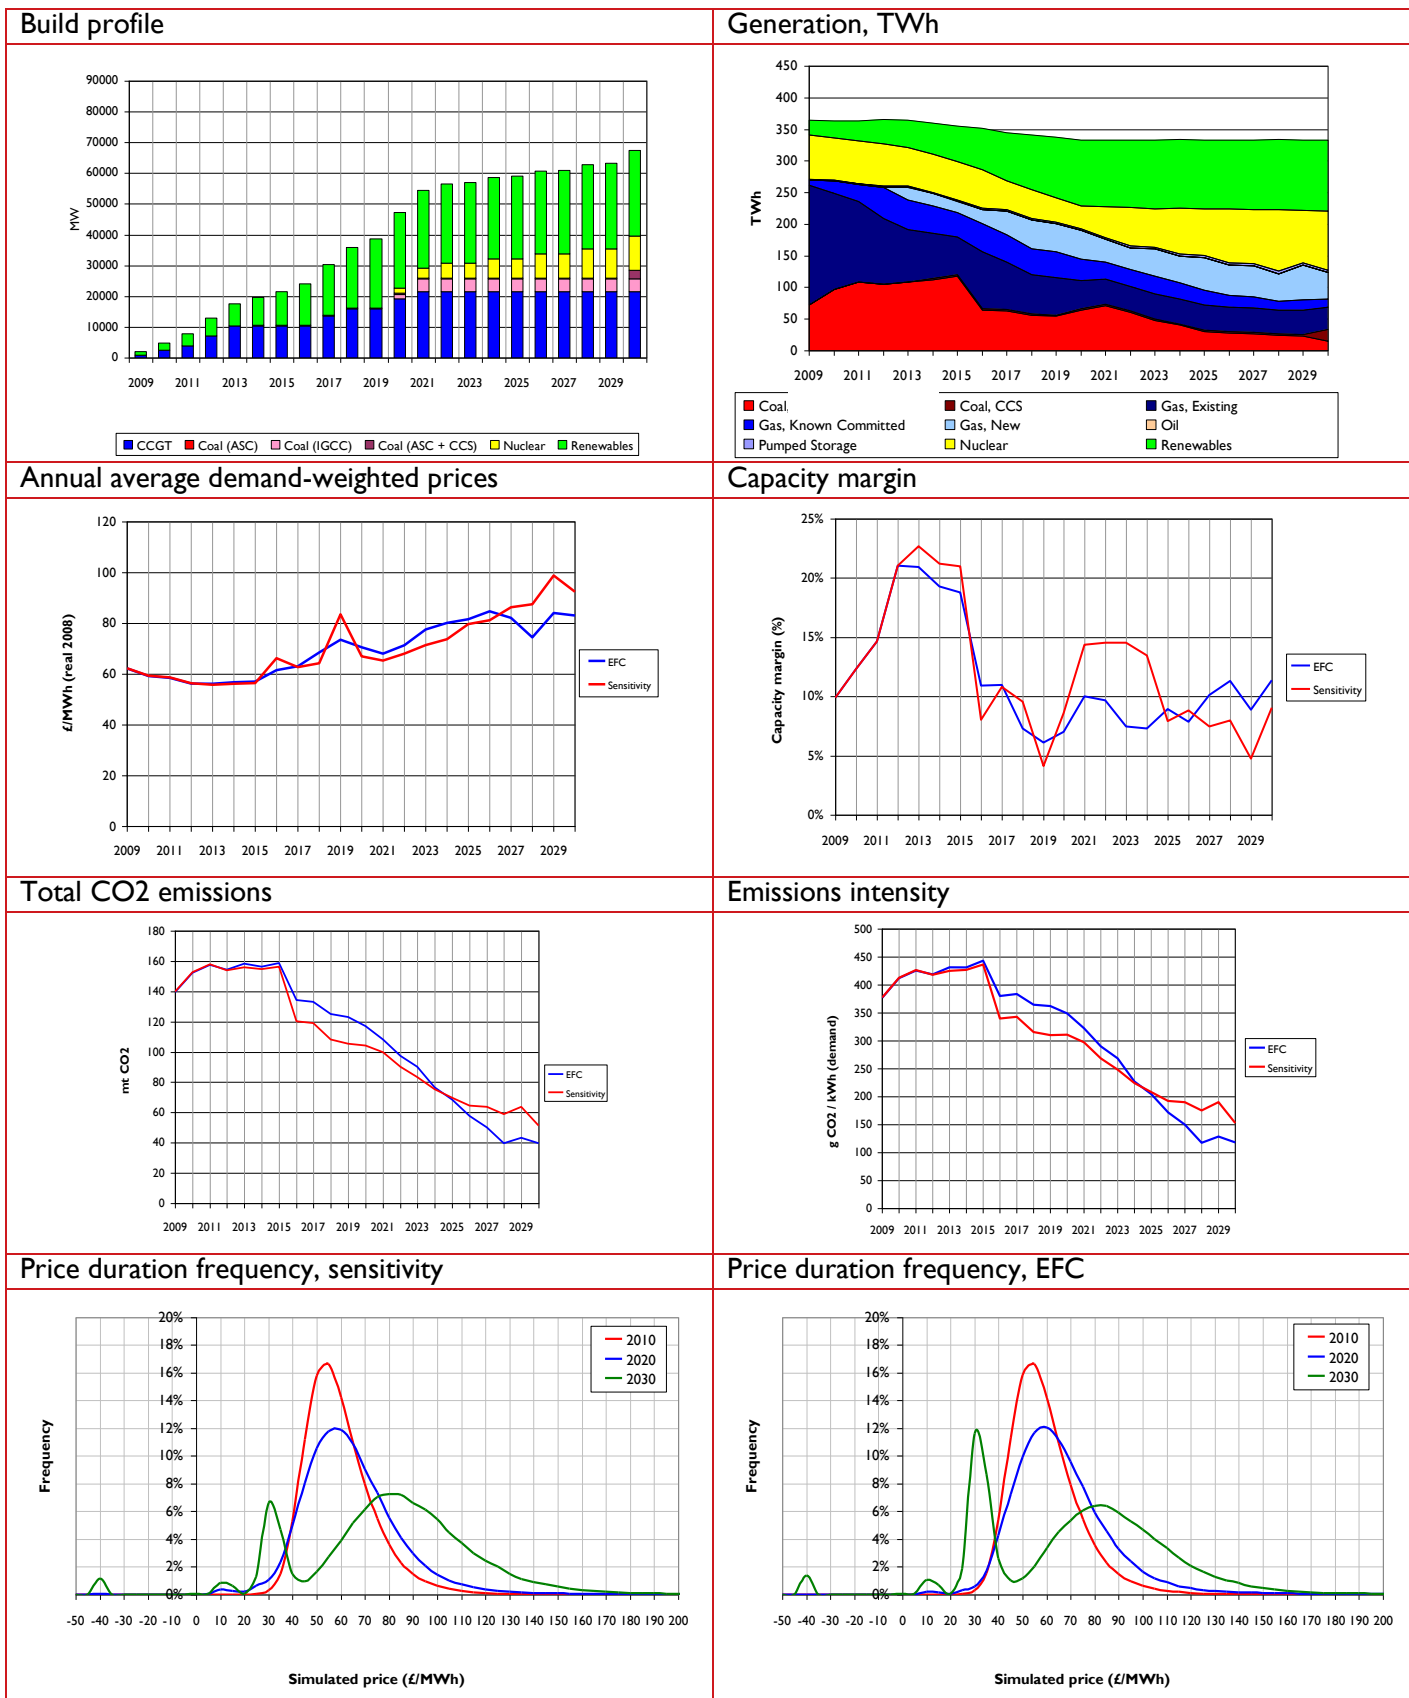 Build profile
Generation, TWh
90000
80000
70000
60000
50000
40000
30000
20000
10000
0
MW
2009 2011 2013 2015 2017 2019 2021 2023 2025 2027 2029
CCGT Coal (ASC) Coal (IGCC) Coal (ASC + CCS) Nuclear Renewables
450
400
350
300
250
200
150
100
50
0
TWh
2009 2011 2013 2015 2017 2019 2021 2023 2025 2027 2029
Coal, Coal, CCS Gas, Existing
Gas, Known Committed Gas, New Oil
Pumped Storage Nuclear Renewables
Annual average demand-weighted prices
Capacity margin
120
100
80
60
40
20
0
£/MWh (real 2008)
2009 2011 2013 2015 2017 2019 2021 2023 2025 2027 2029
EFC
Sensitivity
25%
20%
15%
10%
5%
0%
Capacity margin (%)
2009 2011 2013 2015 2017 2019 2021 2023 2025 2027 2029
EFC
Sensitivity
Total CO2 emissions
Emissions intensity
180
160
140
120
100
80
60
40
20
0
mt CO2
2009 2011 2013 2015 2017 2019 2021 2023 2025 2027 2029
EFC
Sensitivity
500
450
400
350
300
250
200
150
100
50
0
g CO2 / kWh (demand)
2009 2011 2013 2015 2017 2019 2021 2023 2025 2027 2029
EFC
Sensitivity
Price duration frequency, sensitivity
Price duration frequency, EFC
20%
18%
16%
14%
12%
10%
8%
6%
4%
2%
0%
Frequency
2010
2020
2030
-50 -40 -30 -20 -10 0 10 20 30 40 50 60 70 80 90 100 110 120 130 140 150 160 170 180 190 200
Simulated price (£/MWh)
20%
18%
16%
14%
12%
10%
8%
6%
4%
2%
0%
Frequency
2010
2020
2030
-50 -40 -30 -20 -10 0 10 20 30 40 50 60 70 80 90 100 110 120 130 140 150 160 170 180 190 200
Simulated price (£/MWh)